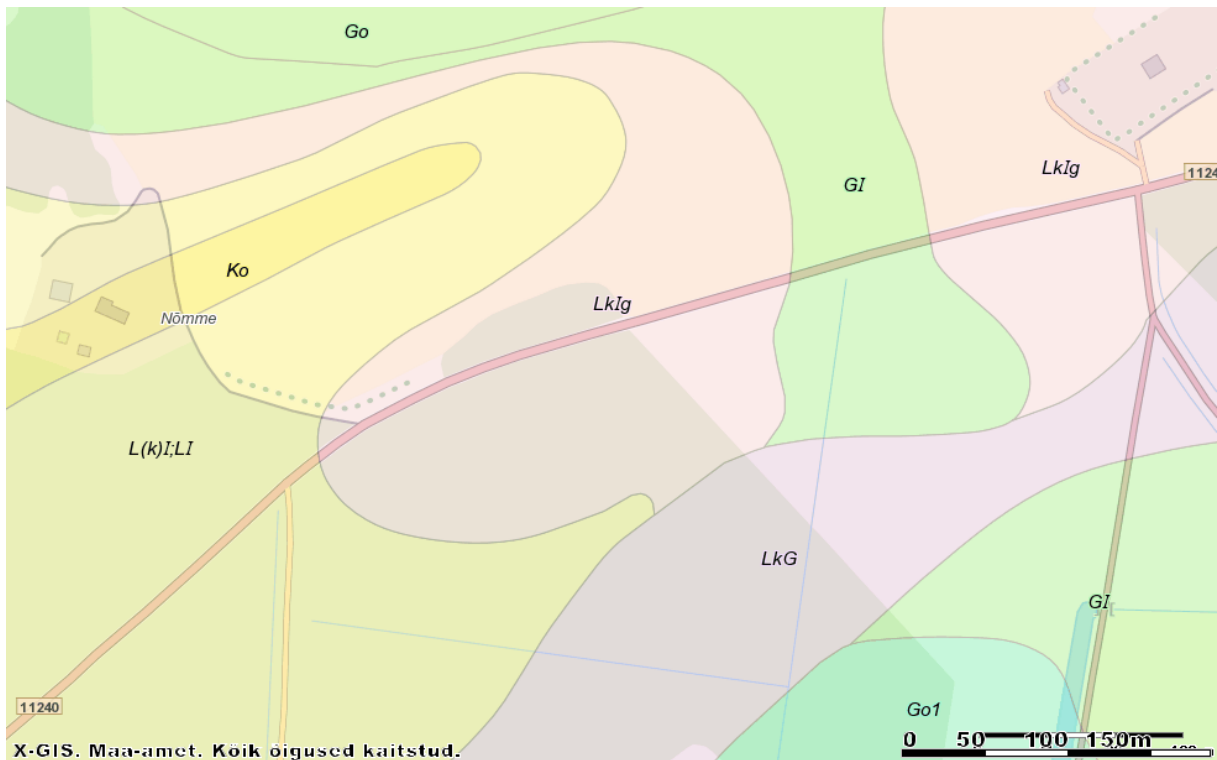 Go
LkIg
GI
1124
Ko
LkIg
Nõmme
L(k)I;LI
LkG
GI
11240
Go1
X-GIS. Maa-amet. Kõik õigused kaitstud.
0 50 100 150m